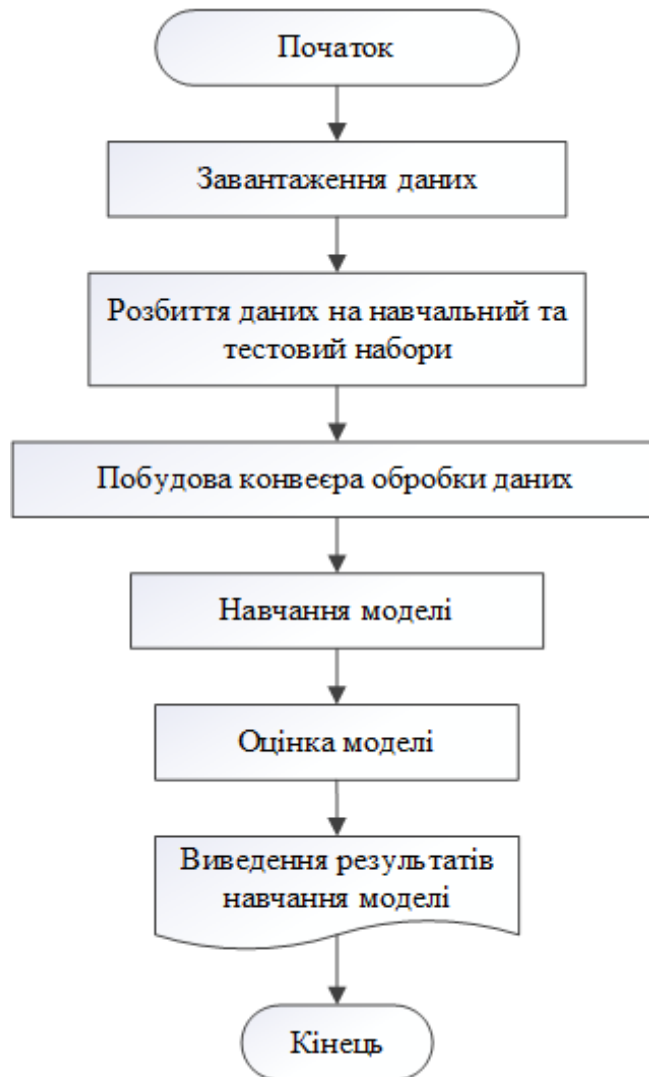 Початок
Завантаження даних
Розбиття даних на навчальний та
тестовий набори
Побудова конвеєра обробки даних
Навчання моделі
Оцінка моделі
Виведення результатів
навчання моделі
Кінець